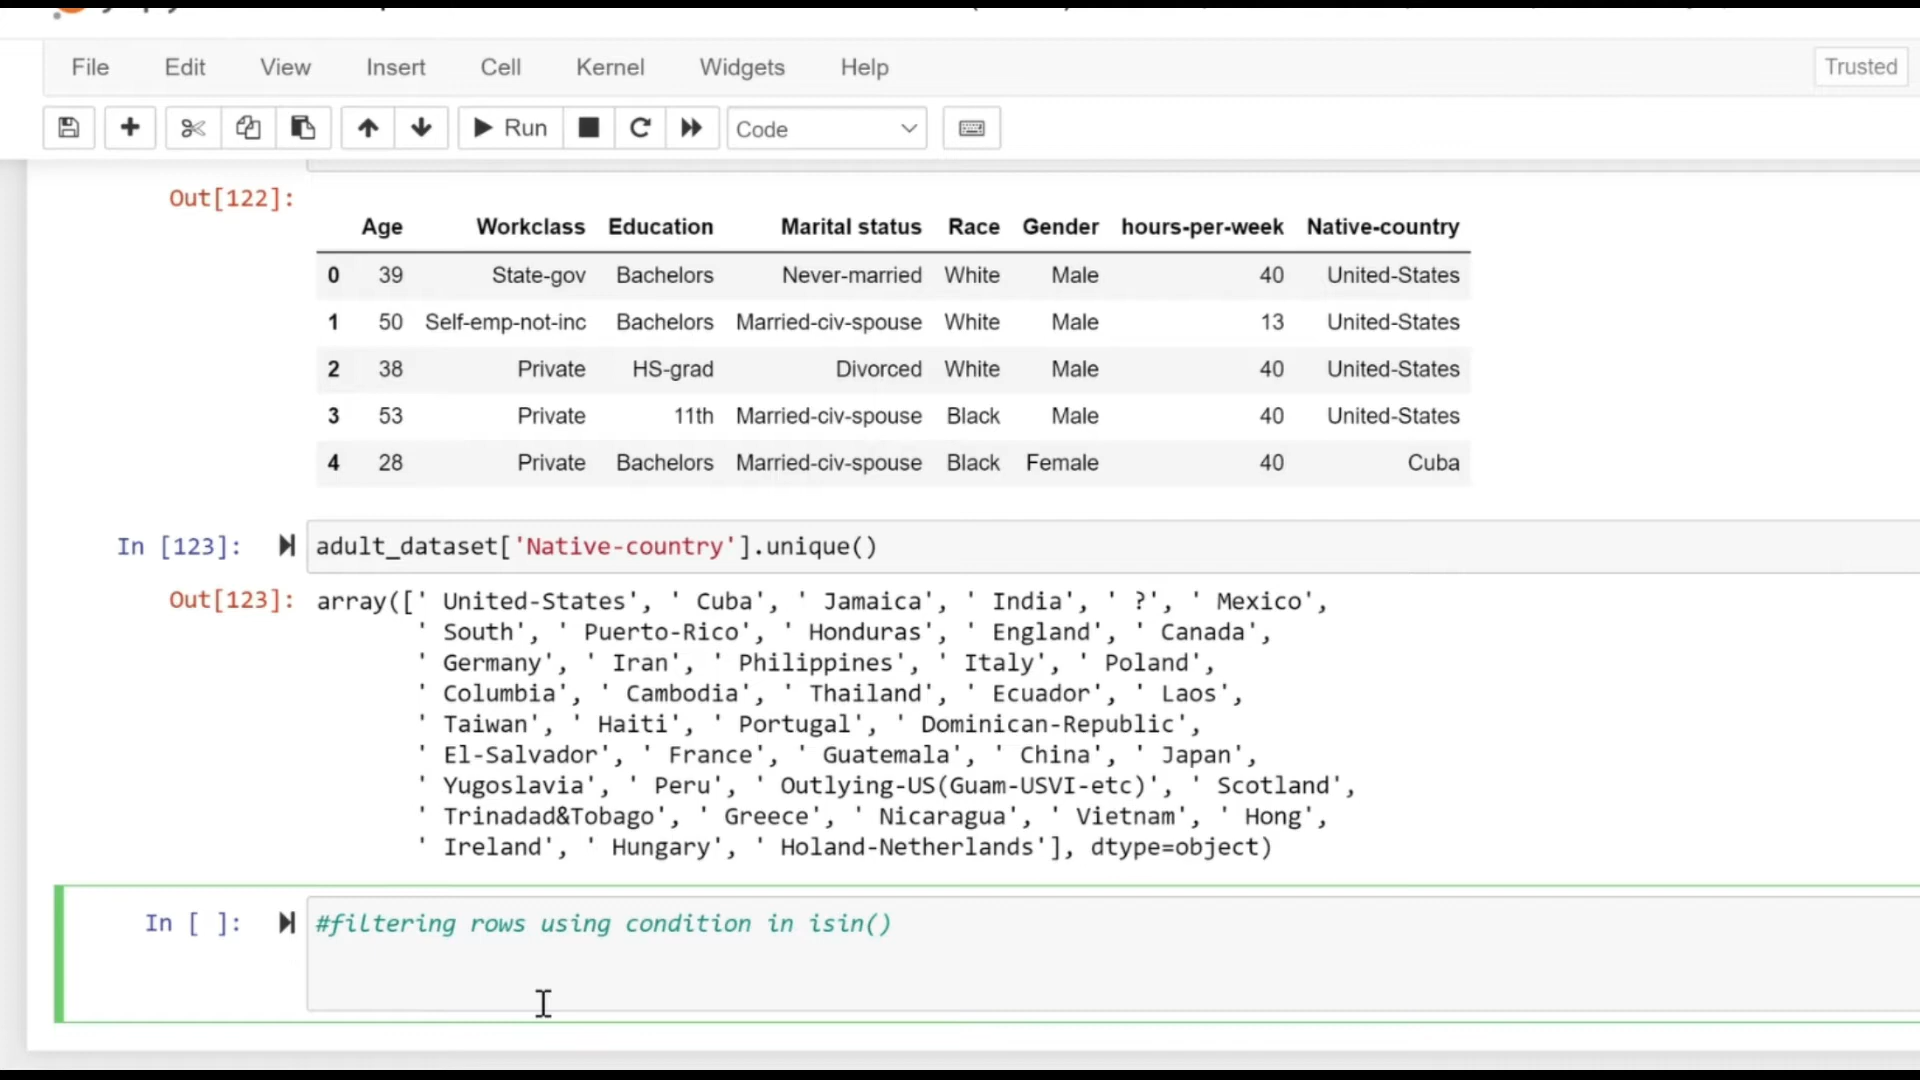 File Edit View Insert Cell Kernel Widgets Help Trusted
Run Code
Out[122]:
Age Workclass Education Marital status Race Gender hours-per-week Native-country
0 39 State-gov Bachelors Never-married White Male 40 United-States
1 50 Self-emp-not-inc Bachelors Married-civ-spouse White Male 13 United-States
2 38 Private HS-grad Divorced White Male 40 United-States
3 53 Private 11th Married-civ-spouse Black Male 40 United-States
4 28 Private Bachelors Married-civ-spouse Black Female 40 Cuba
In [123]: adult_dataset['Native-country'].unique()
Out[123]: array([' United-States', ' Cuba', ' Jamaica', ' India', ' ?', ' Mexico',
' South', ' Puerto-Rico', ' Honduras', ' England', ' Canada',
' Germany', ' Iran', ' Philippines', ' Italy', ' Poland',
' Columbia', ' Cambodia', ' Thailand', ' Ecuador', ' Laos',
' Taiwan', ' Haiti', ' Portugal', ' Dominican-Republic',
' El-Salvador', ' France', ' Guatemala', ' China', ' Japan',
' Yugoslavia', ' Peru', ' Outlying-US(Guam-USVI-etc)', ' Scotland',
' Trinadad&Tobago', ' Greece', ' Nicaragua', ' Vietnam', ' Hong',
' Ireland', ' Hungary', ' Holand-Netherlands'], dtype=object)
In [ ]: #filtering rows using condition in isin()